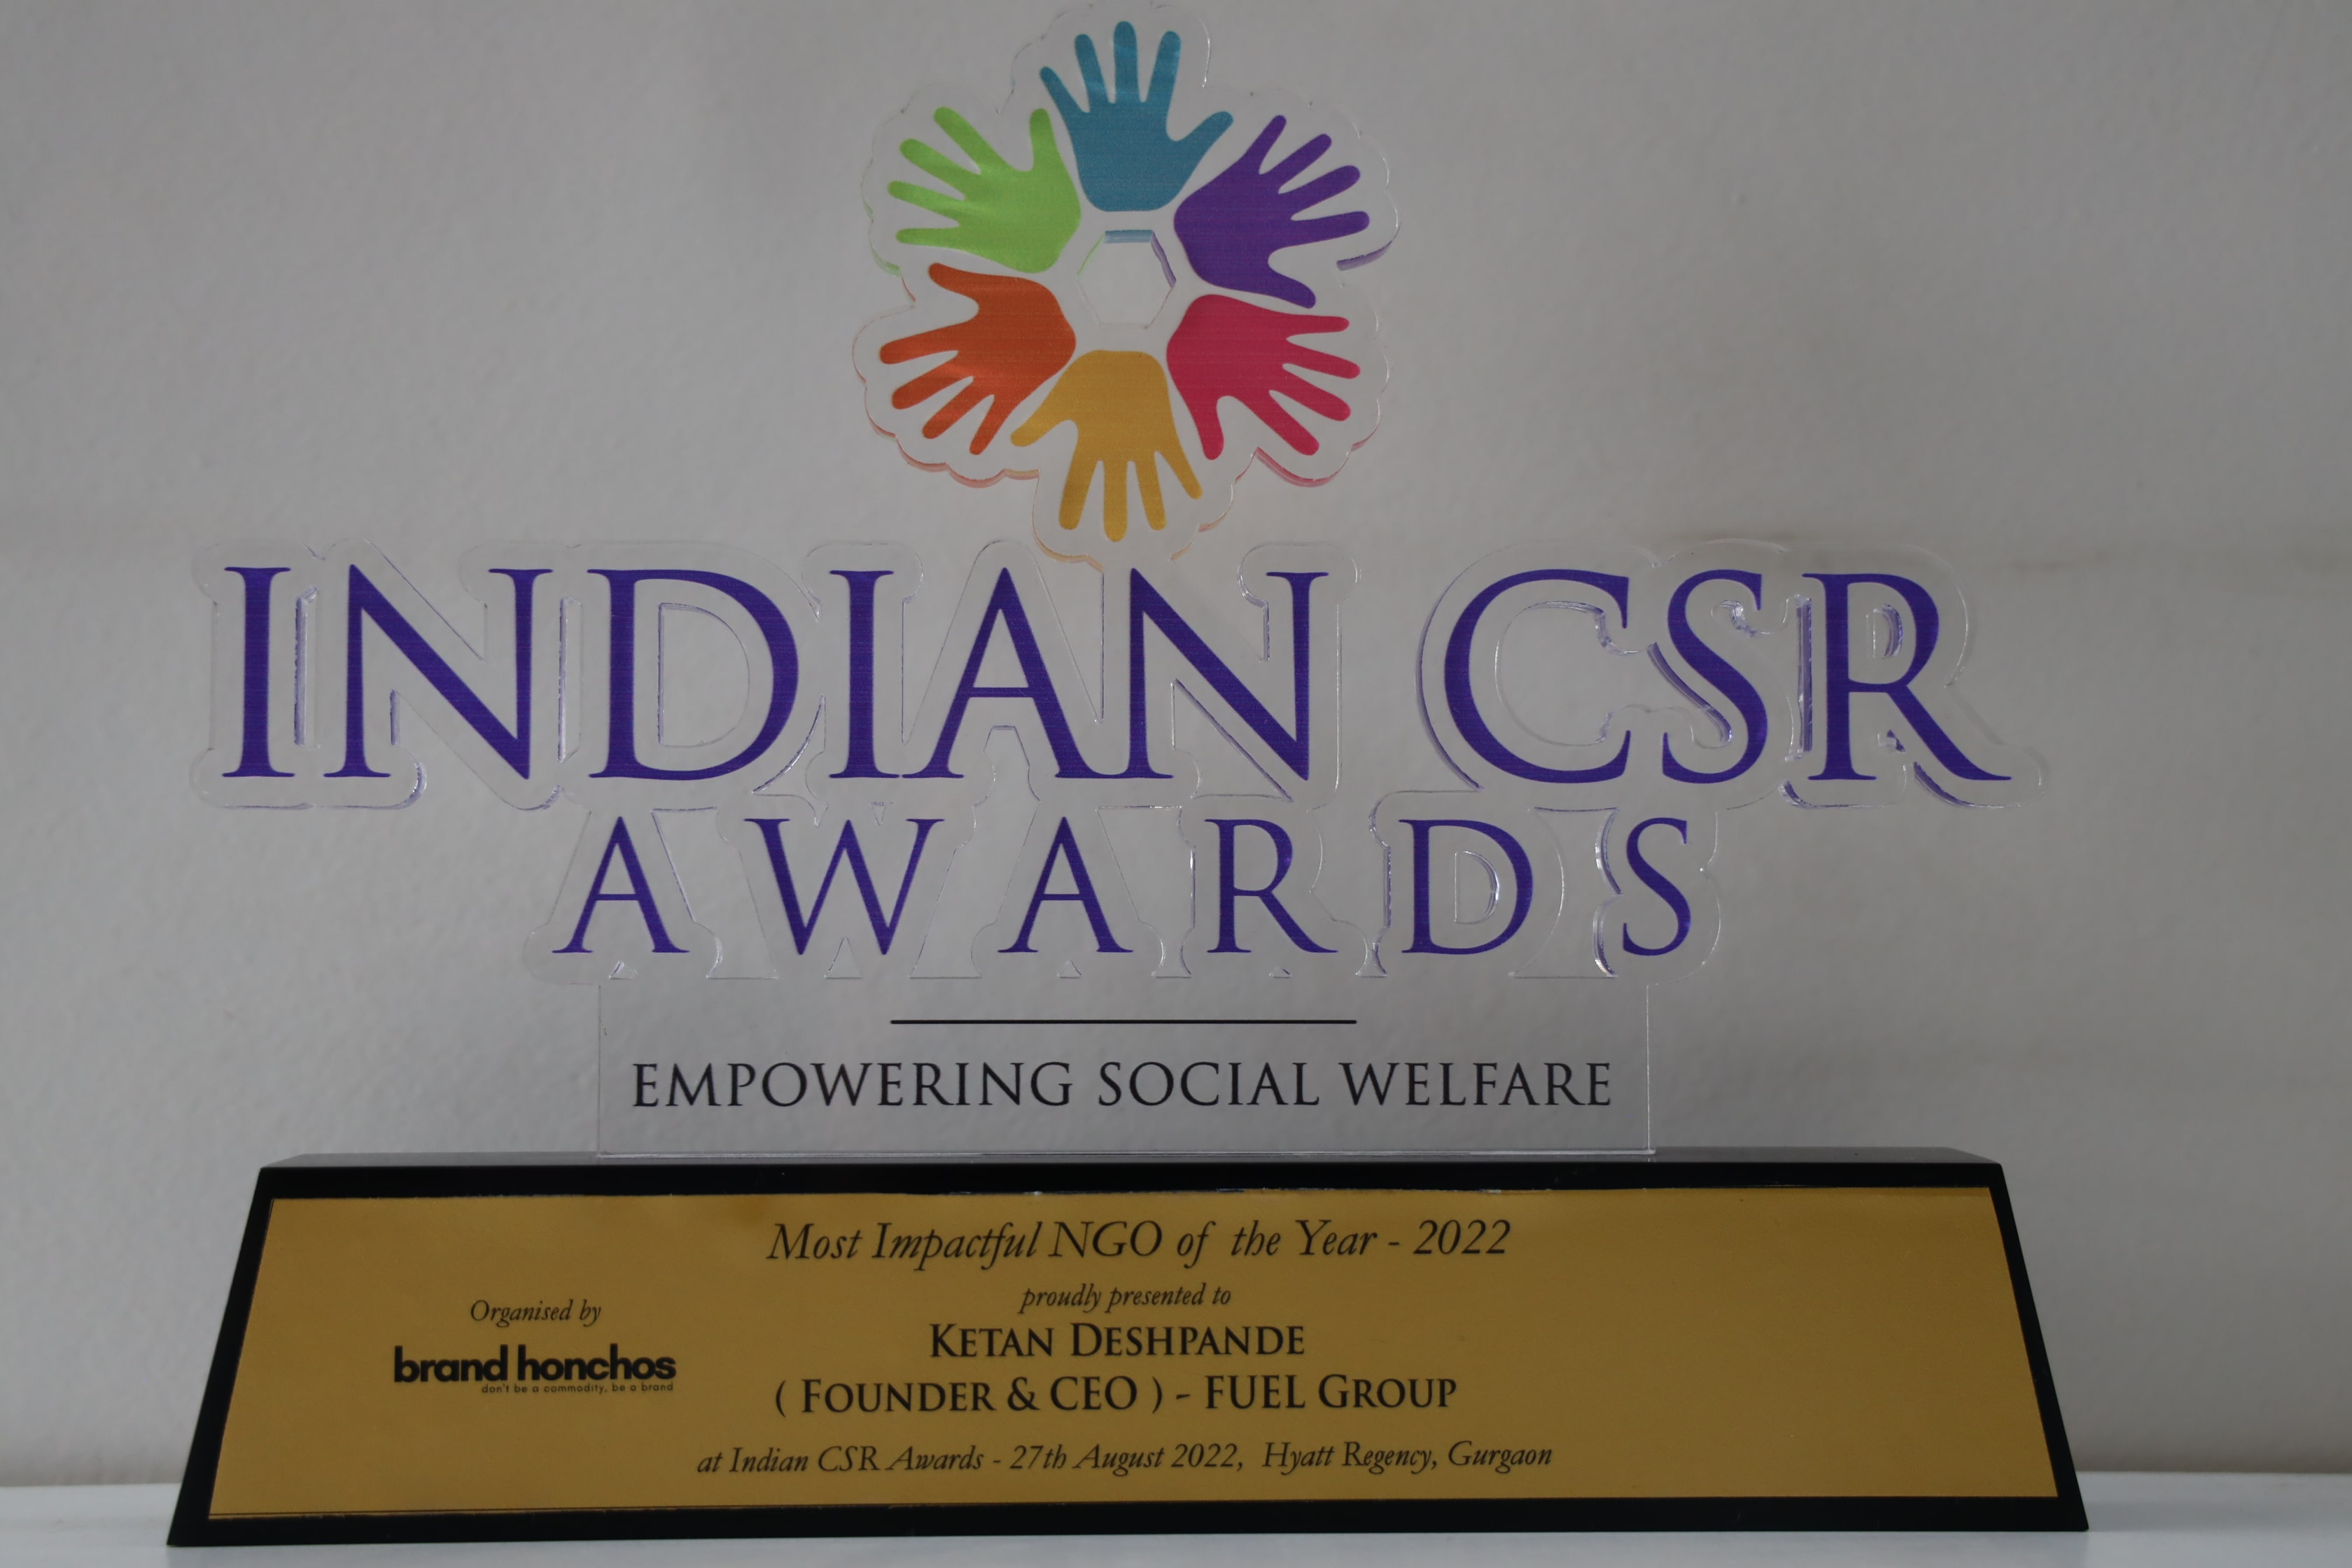 INDIAN CSR
AWARDS
EMPOWERING SOCIAL WELFARE
Most Impactful NGO of the Year - 2022
proudly presented to
KETAN DESHPANDE
( FOUNDER & CEO ) - FUEL GROUP
at Indian CSR Awards - 27th August 2022, Hyatt Regency, Gurgaon
Organised by
brand honchos
don't be a commodity, be a brand